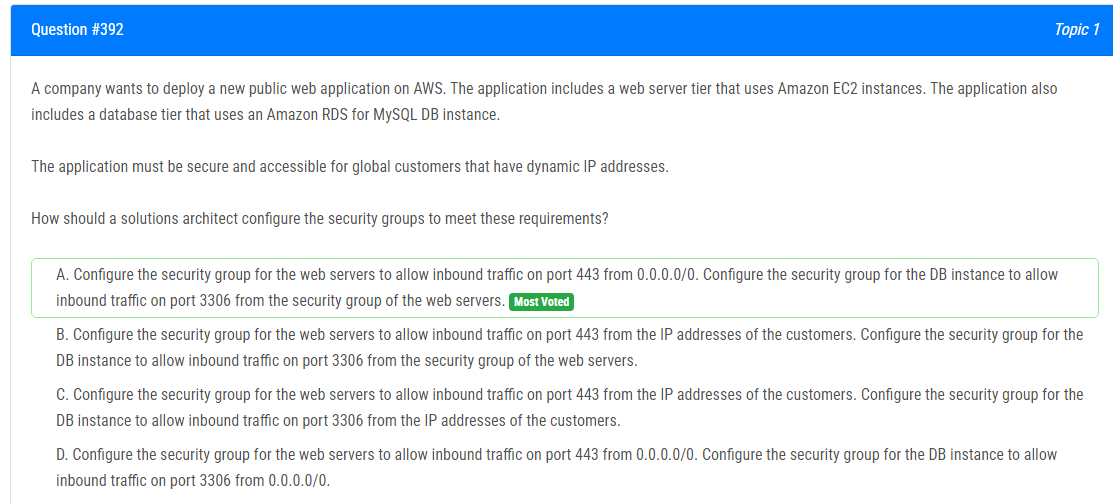 Question #392
Topic 1
A company wants to deploy a new public web application on AWS. The application includes a web server tier that uses Amazon EC2 instances. The application also
includes a database tier that uses an Amazon RDS for MySQL DB instance.
The application must be secure and accessible for global customers that have dynamic IP addresses.
How should a solutions architect configure the security groups to meet these requirements?
A. Configure the security group for the web servers to allow inbound traffic on port 443 from 0.0.0.0/0. Configure the security group for the DB instance to allow
inbound traffic on port 3306 from the security group of the web servers. Most Voted
B. Configure the security group for the web servers to allow inbound traffic on port 443 from the IP addresses of the customers. Configure the security group for the
DB instance to allow inbound traffic on port 3306 from the security group of the web servers.
C. Configure the security group for the web servers to allow inbound traffic on port 443 from the IP addresses of the customers. Configure the security group for the
DB instance to allow inbound traffic on port 3306 from the IP addresses of the customers.
D. Configure the security group for the web servers to allow inbound traffic on port 443 from 0.0.0.0/0. Configure the security group for the DB instance to allow
inbound traffic on port 3306 from 0.0.0.0/0.